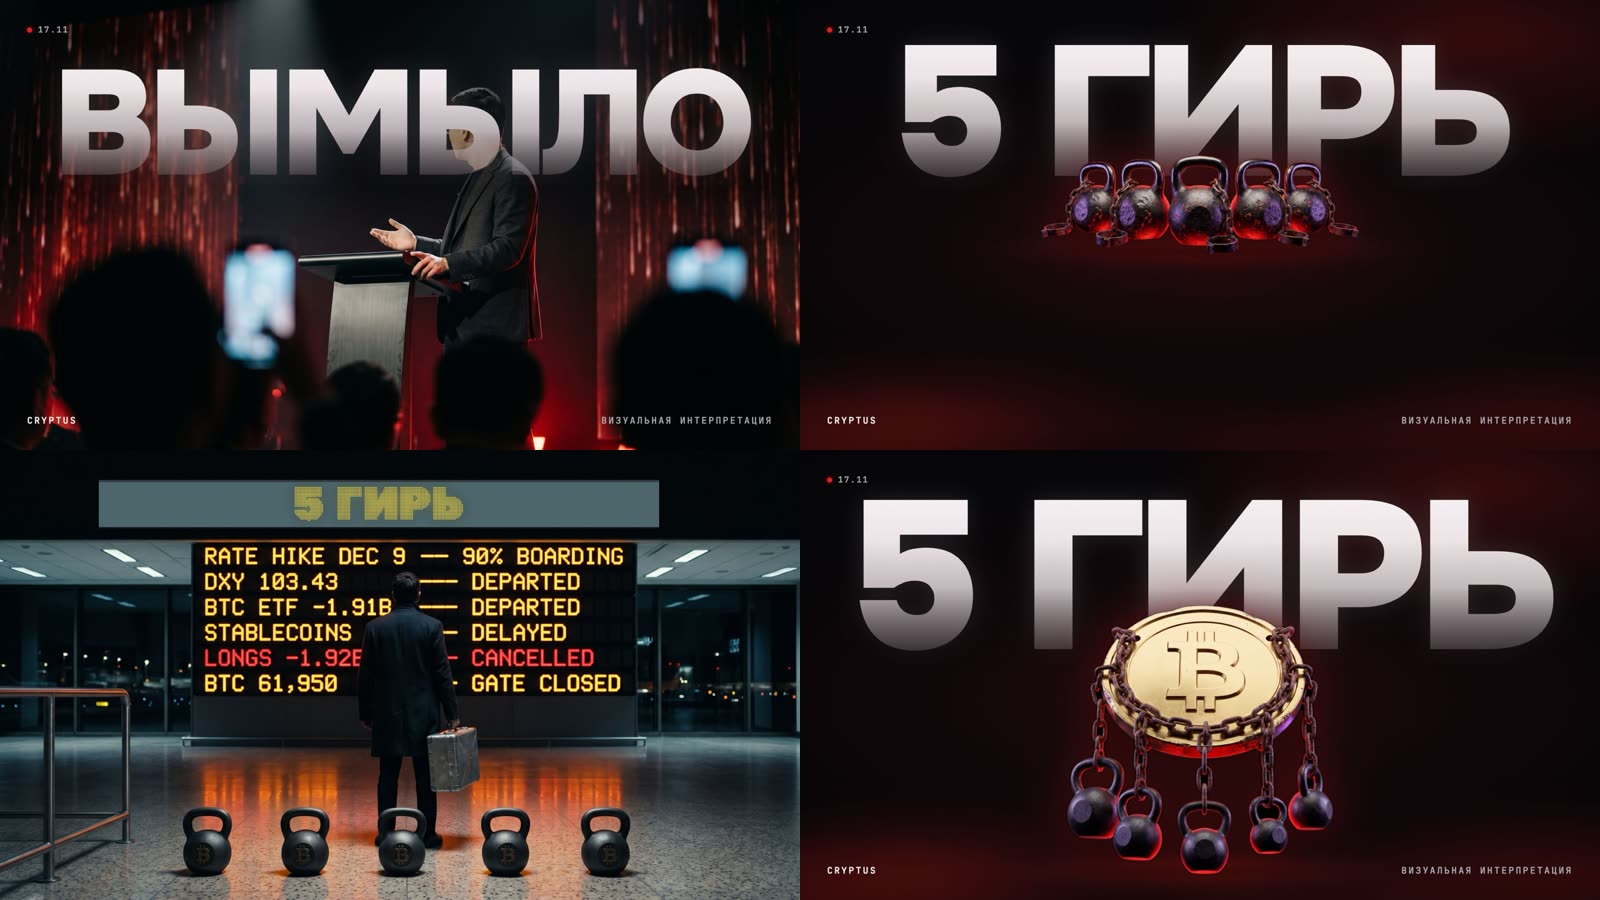 17.11
ВЫМЫЛО
CRYPTUS
ВИЗУАЛЬНАЯ ИНТЕРПРЕТАЦИЯ
17.11
5 ГИРЬ
CRYPTUS
ВИЗУАЛЬНАЯ ИНТЕРПРЕТАЦИЯ
5 ГИРЬ
RATE HIKE DEC 9 —— 90% BOARDING
DXY 103.43 —— DEPARTED
BTC ETF -1.91B —— DEPARTED
STABLECOINS — DELAYED
LONGS -1.92B - CANCELLED
BTC 61,950 - GATE CLOSED
17.11
5 ГИРЬ
CRYPTUS
ВИЗУАЛЬНАЯ ИНТЕРПРЕТАЦИЯ